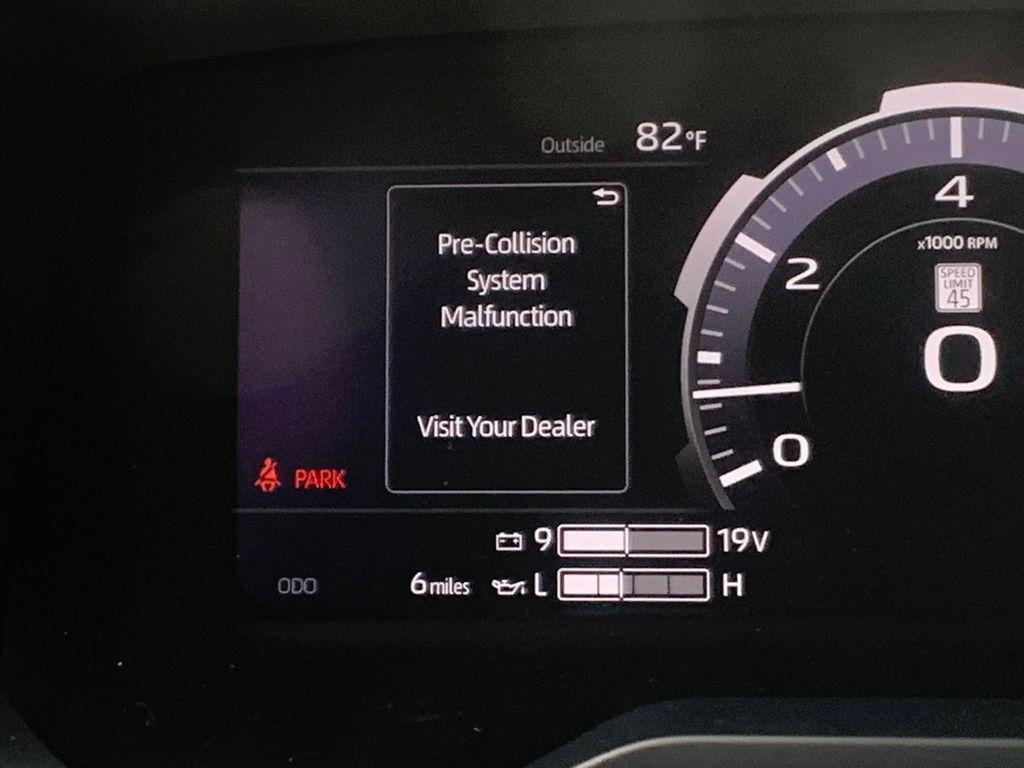 Outside 82°F
Pre-Collision
System
Malfunction
Visit Your Dealer
PARK
9 19V
ODO 6 miles L H
4
x1000 RPM
2
SPEED
LIMIT
45
0
0